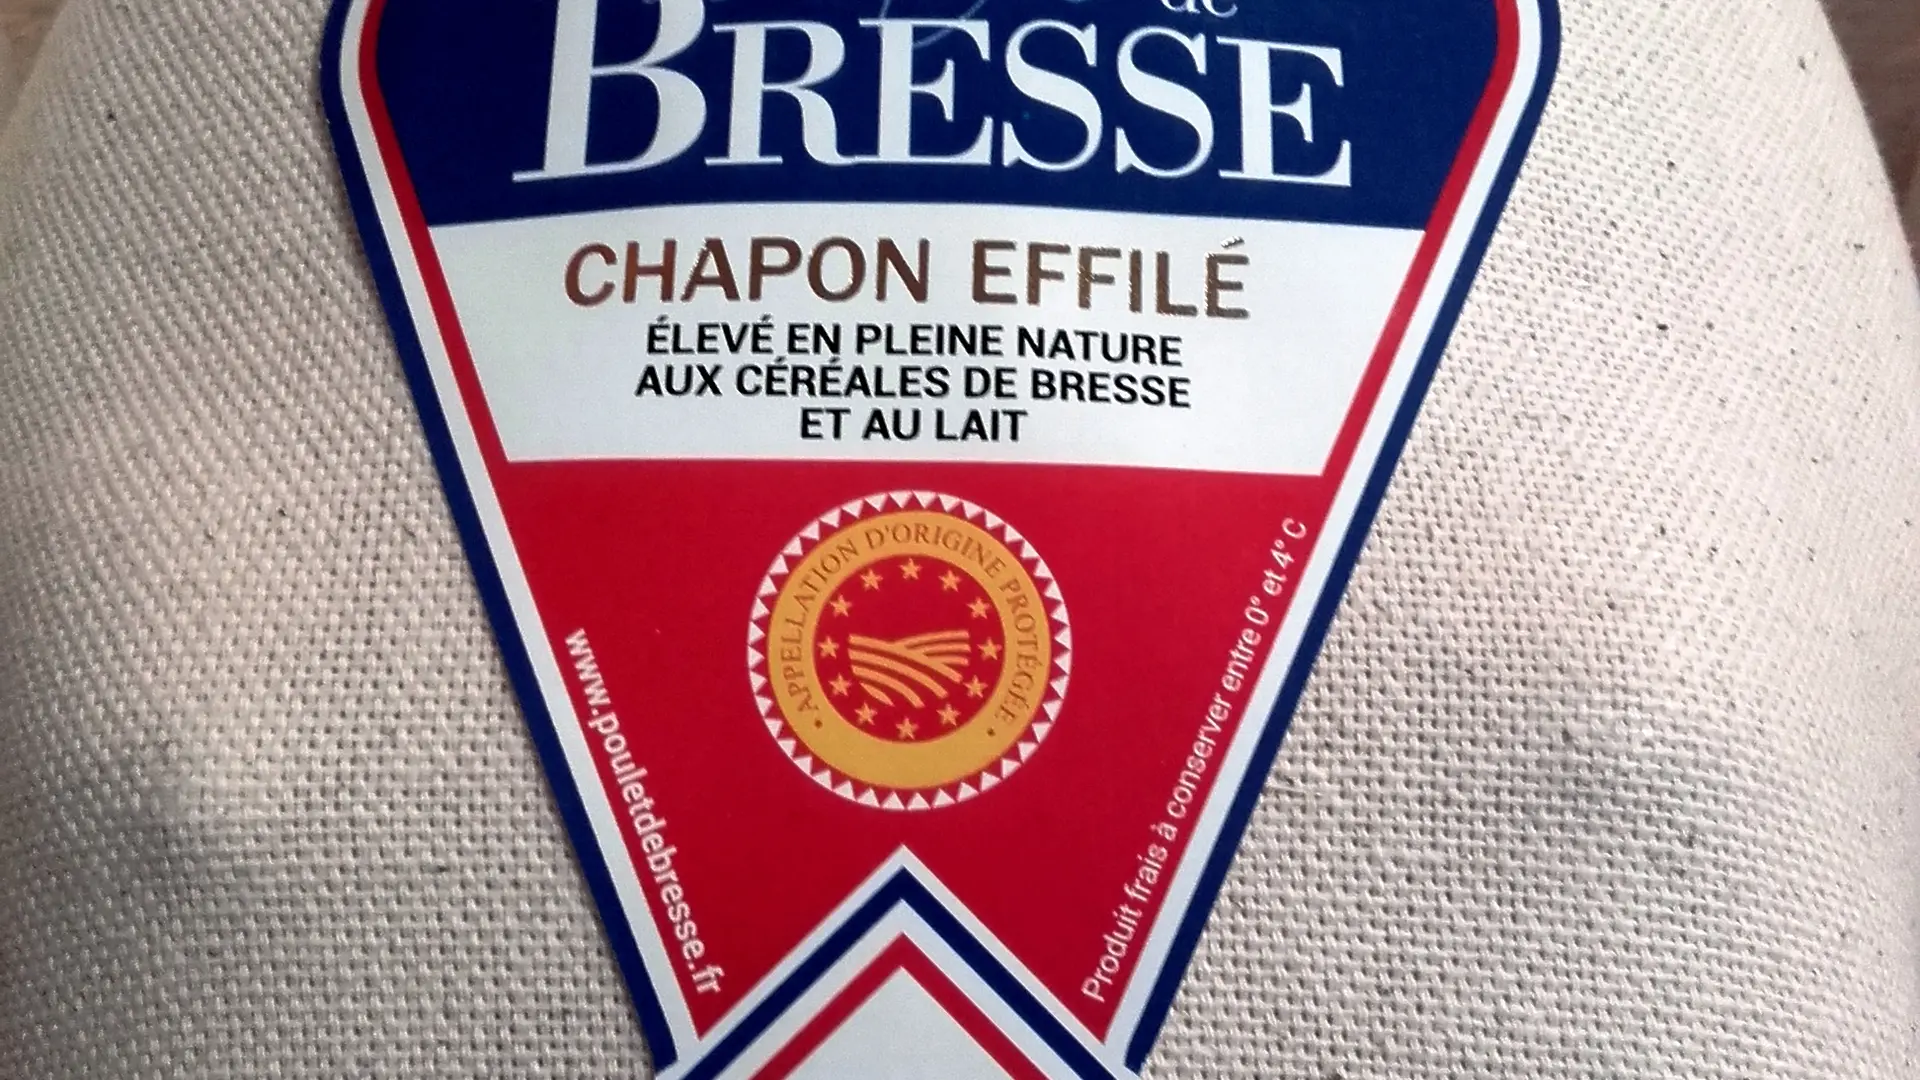 de
BRESSE
CHAPON EFFILÉ
ÉLEVÉ EN PLEINE NATURE
AUX CÉRÉALES DE BRESSE
ET AU LAIT
• APPELLATION D'ORIGINE PROTÉGÉE •
www.pouletdebresse.fr
Produit frais à conserver entre 0° et 4° C